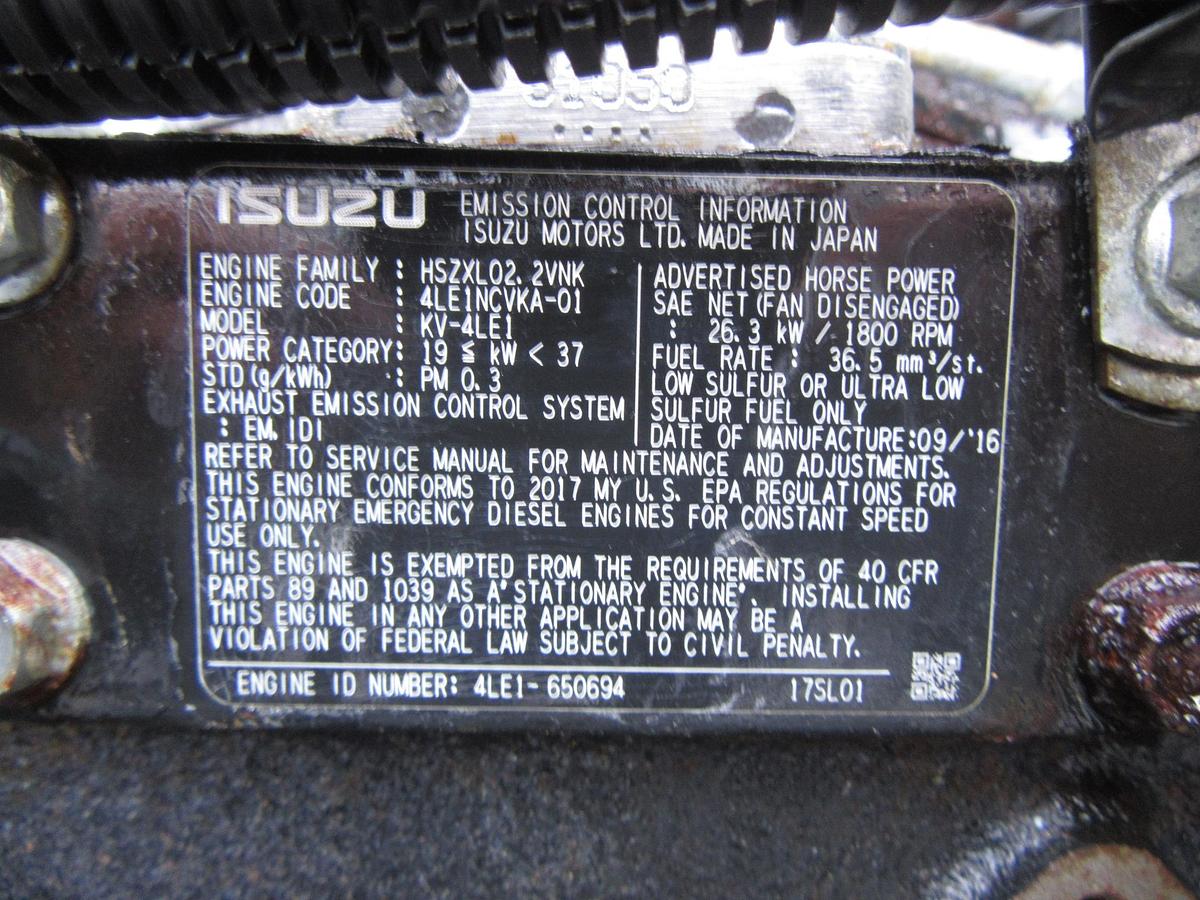 ISUZU
EMISSION CONTROL INFORMATION
ISUZU MOTORS LTD. MADE IN JAPAN
ENGINE FAMILY : HSZXL02.2VNK
ENGINE CODE : 4LE1NCVKA-01
MODEL : KV-4LE1
POWER CATEGORY: 19 ≦ kW < 37
STD(g/kWh) : PM 0.3
EXHAUST EMISSION CONTROL SYSTEM
: EM, IDI
ADVERTISED HORSE POWER
SAE NET(FAN DISENGAGED)
: 26.3 kW / 1800 RPM
FUEL RATE : 36.5 mm³/st.
LOW SULFUR OR ULTRA LOW
SULFUR FUEL ONLY
DATE OF MANUFACTURE:09/'16
REFER TO SERVICE MANUAL FOR MAINTENANCE AND ADJUSTMENTS.
THIS ENGINE CONFORMS TO 2017 MY U.S. EPA REGULATIONS FOR
STATIONARY EMERGENCY DIESEL ENGINES FOR CONSTANT SPEED
USE ONLY.
THIS ENGINE IS EXEMPTED FROM THE REQUIREMENTS OF 40 CFR
PARTS 89 AND 1039 AS A"STATIONARY ENGINE". INSTALLING
THIS ENGINE IN ANY OTHER APPLICATION MAY BE A
VIOLATION OF FEDERAL LAW SUBJECT TO CIVIL PENALTY.
ENGINE ID NUMBER: 4LE1-650694
17SL01